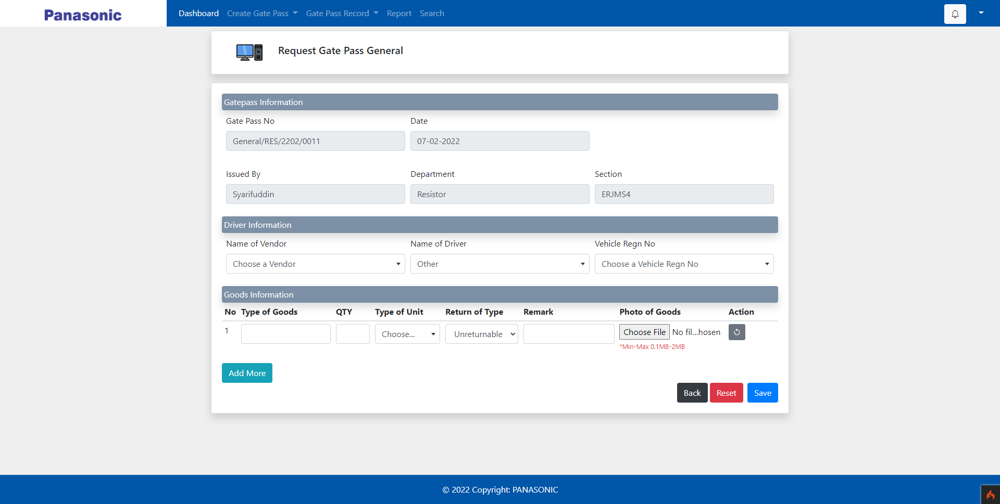 Panasonic
Dashboard Create Gate Pass Gate Pass Record Report Search
Request Gate Pass General
Gatepass Information
Gate Pass No Date
General/RES/2202/0011 07-02-2022
Issued By Department Section
Syarifuddin Resistor ERJMS4
Driver Information
Name of Vendor Name of Driver Vehicle Regn No
Choose a Vendor Other Choose a Vehicle Regn No
Goods Information
No Type of Goods QTY Type of Unit Return of Type Remark Photo of Goods Action
1 Choose... Unreturnable Choose File No fil...hosen
*Min-Max 0.1MB-2MB
Add More
Back Reset Save
© 2022 Copyright: PANASONIC